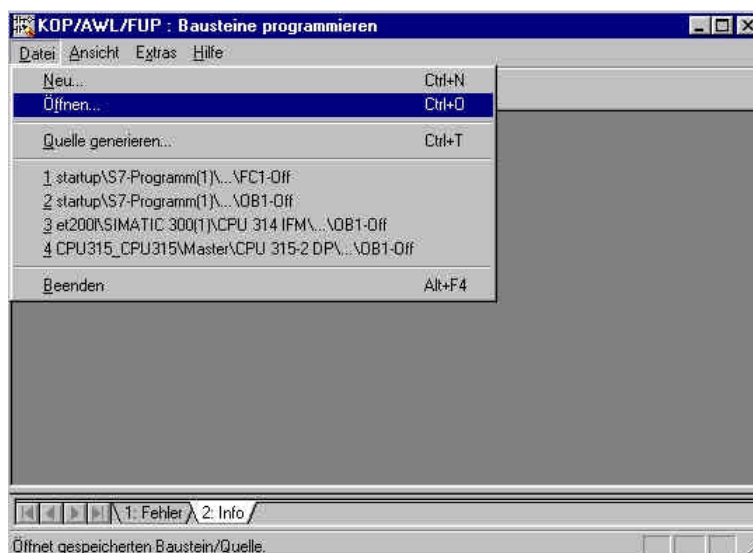 KOP/AWL/FUP : Bausteine programmieren
Datei Ansicht Extras Hilfe
Neu... Ctrl+N
Öffnen... Ctrl+O
Quelle generieren... Ctrl+T
1 startup\S7-Programm(1)\...\FC1-Off
2 startup\S7-Programm(1)\...\OB1-Off
3 et200l\SIMATIC 300(1)\CPU 314 IFM\...\OB1-Off
4 CPU315_CPU315\Master\CPU 315-2 DP\...\OB1-Off
Beenden Alt+F4
1: Fehler 2: Info
Öffnet gespeicherten Baustein/Quelle.